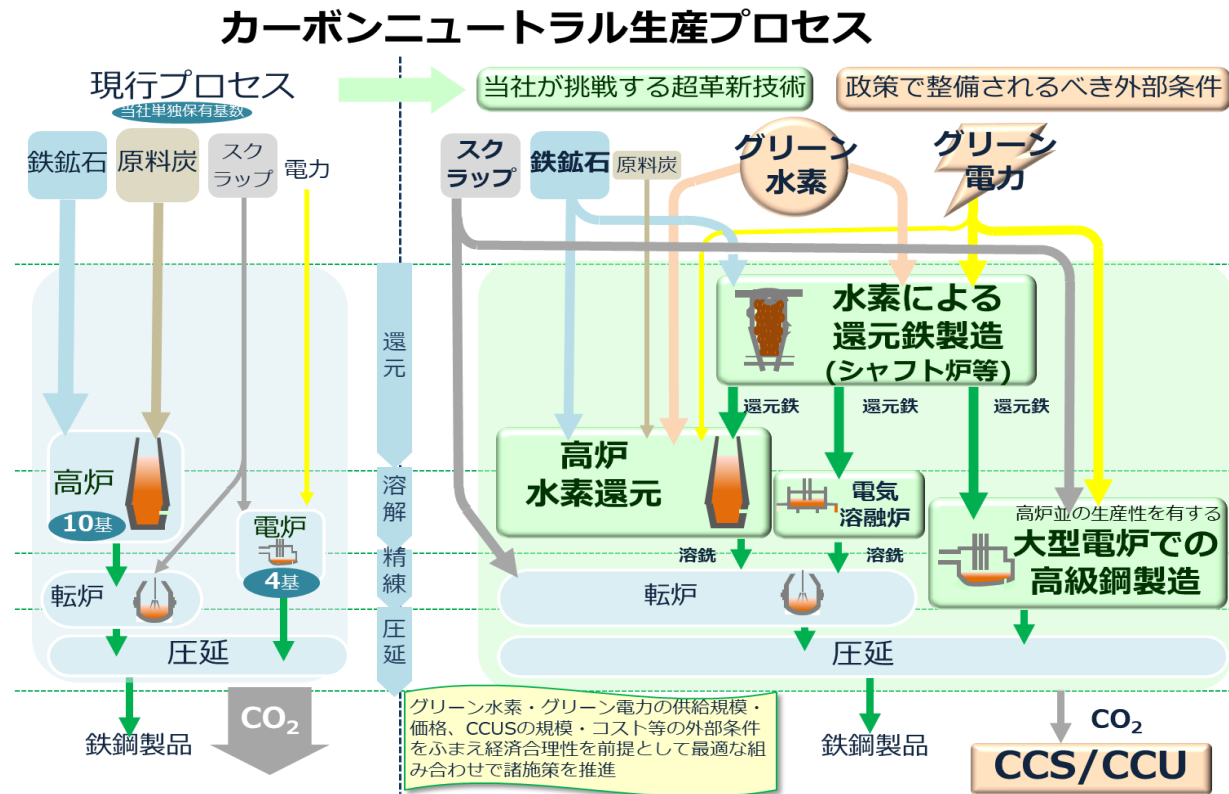 カーボンニュートラル生産プロセス
現行プロセス
当社単独保有基数
当社が挑戦する超革新技術
政策で整備されるべき外部条件
鉄鉱石
原料炭
スク
ラップ
電力
スク
ラップ
鉄鉱石
原料炭
グリーン
水素
グリーン
電力
還元
溶解
精練
圧延
高炉
10基
電炉
4基
転炉
圧延
鉄鋼製品
CO₂
水素による
還元鉄製造
(シャフト炉等)
還元鉄
還元鉄
還元鉄
高炉
水素還元
電気
溶融炉
高炉並の生産性を有する
大型電炉での
高級鋼製造
溶銑
溶銑
転炉
圧延
グリーン水素・グリーン電力の供給規模・
価格、CCUSの規模・コスト等の外部条件
をふまえ経済合理性を前提として最適な組
み合わせで諸施策を推進
鉄鋼製品
CO₂
CCS/CCU